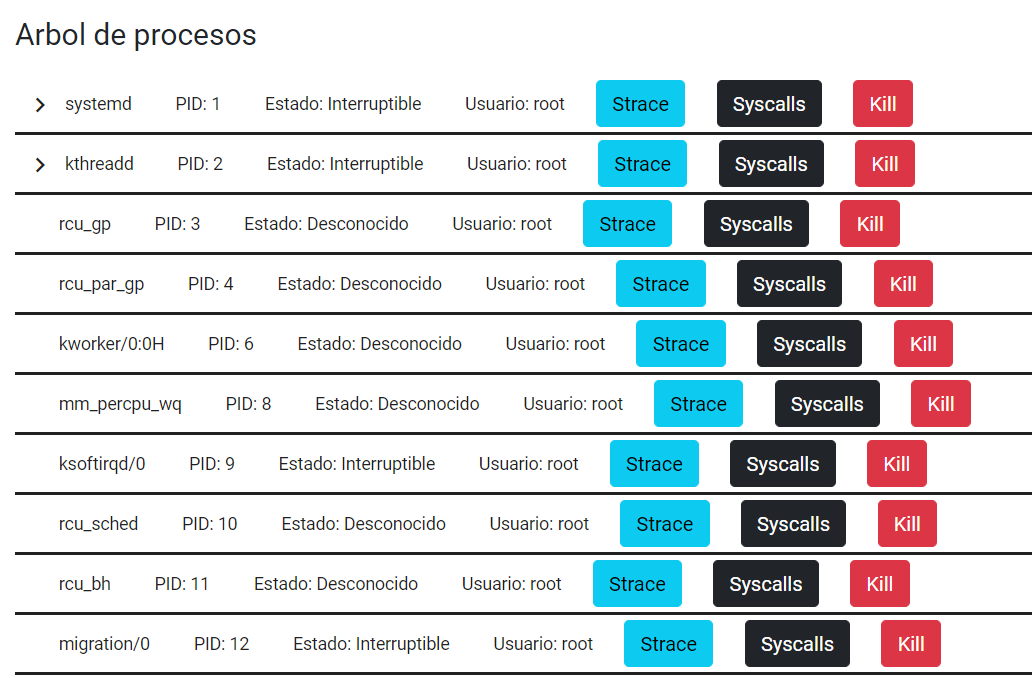 Arbol de procesos
systemd PID: 1 Estado: Interruptible Usuario: root Strace Syscalls Kill
kthreadd PID: 2 Estado: Interruptible Usuario: root Strace Syscalls Kill
rcu_gp PID: 3 Estado: Desconocido Usuario: root Strace Syscalls Kill
rcu_par_gp PID: 4 Estado: Desconocido Usuario: root Strace Syscalls Kill
kworker/0:0H PID: 6 Estado: Desconocido Usuario: root Strace Syscalls Kill
mm_percpu_wq PID: 8 Estado: Desconocido Usuario: root Strace Syscalls Kill
ksoftirqd/0 PID: 9 Estado: Interruptible Usuario: root Strace Syscalls Kill
rcu_sched PID: 10 Estado: Desconocido Usuario: root Strace Syscalls Kill
rcu_bh PID: 11 Estado: Desconocido Usuario: root Strace Syscalls Kill
migration/0 PID: 12 Estado: Interruptible Usuario: root Strace Syscalls Kill